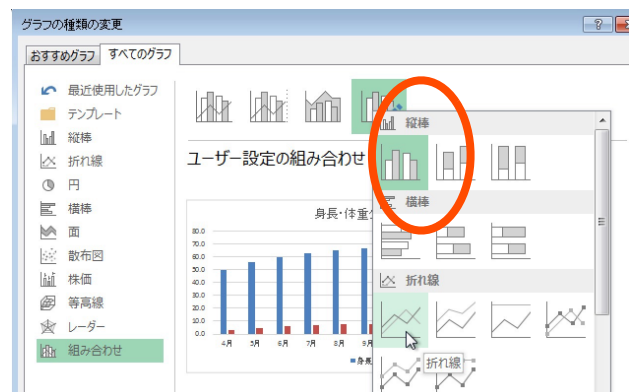 グラフの種類の変更
おすすめグラフ すべてのグラフ
最近使用したグラフ
テンプレート
縦棒
折れ線
円
横棒
面
散布図
株価
等高線
レーダー
組み合わせ
ユーザー設定の組み合わせ
身長・体重
80.0
70.0
60.0
50.0
40.0
30.0
20.0
10.0
0.0
4月 5月 6月 7月 8月 9月
縦棒
横棒
折れ線
折れ線